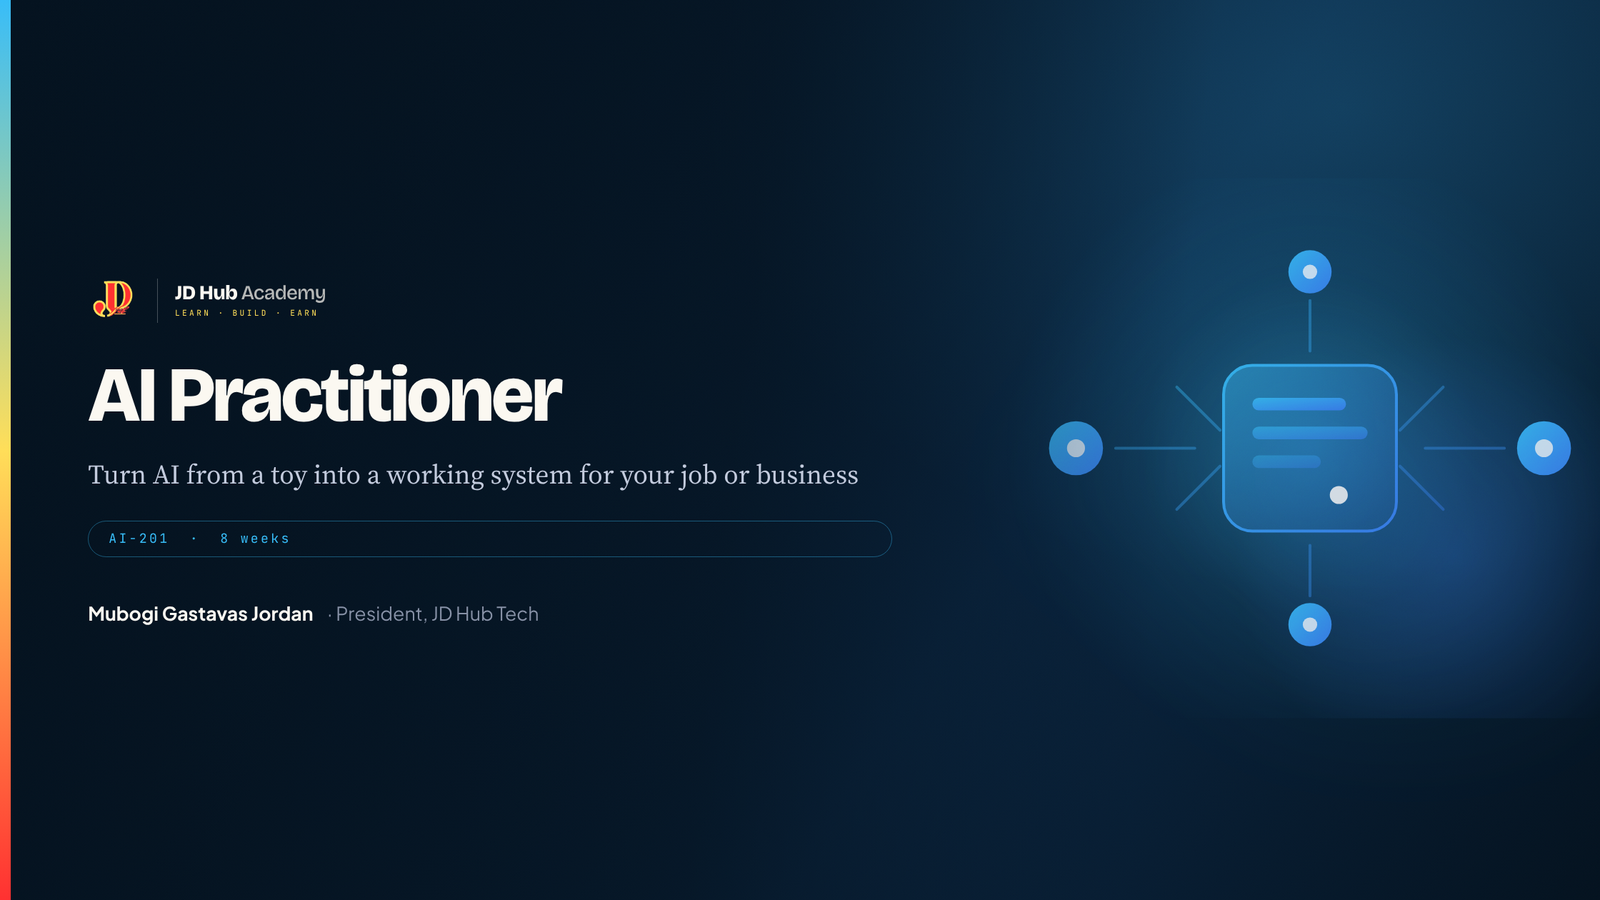 JD Hub Academy
LEARN · BUILD · EARN
AI Practitioner
Turn AI from a toy into a working system for your job or business
AI-201 · 8 weeks
Mubogi Gastavas Jordan · President, JD Hub Tech